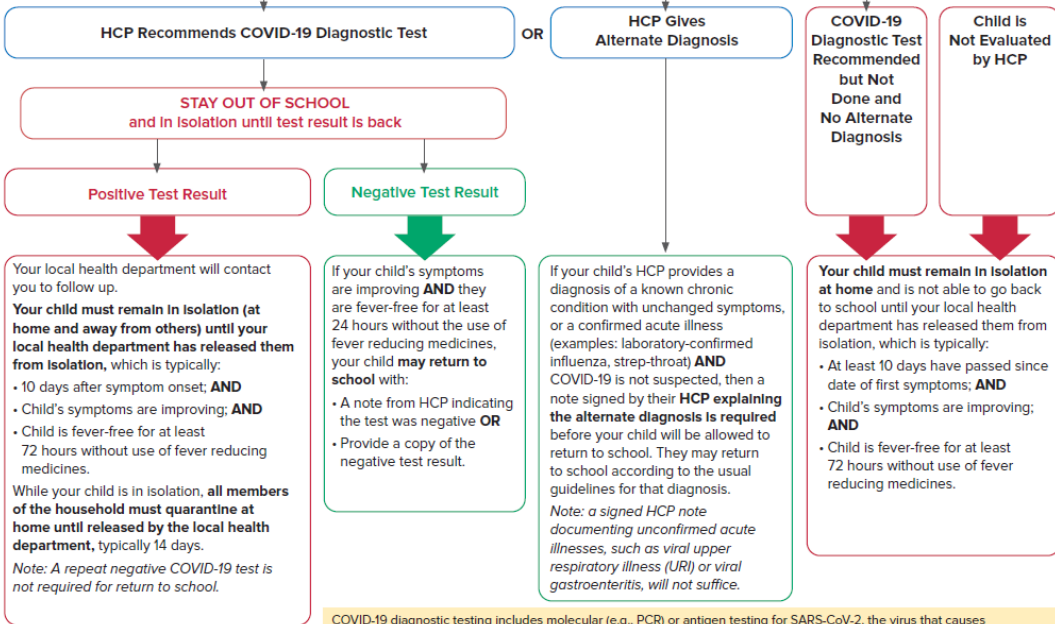 HCP Recommends COVID-19 Diagnostic Test
OR
HCP Gives
Alternate Diagnosis
COVID-19
Diagnostic Test
Recommended
but Not
Done and
No Alternate
Diagnosis
Child is
Not Evaluated
by HCP
STAY OUT OF SCHOOL
and in isolation until test result is back
Positive Test Result
Negative Test Result
Your local health department will contact
you to follow up.
Your child must remain in isolation (at
home and away from others) until your
local health department has released them
from isolation, which is typically:
• 10 days after symptom onset; AND
• Child's symptoms are improving; AND
• Child is fever-free for at least
72 hours without use of fever reducing
medicines.
While your child is in isolation, all members
of the household must quarantine at
home until released by the local health
department, typically 14 days.
Note: A repeat negative COVID-19 test is
not required for return to school.
If your child's symptoms
are improving AND they
are fever-free for at least
24 hours without the use of
fever reducing medicines,
your child may return to
school with:
• A note from HCP indicating
the test was negative OR
• Provide a copy of the
negative test result.
If your child's HCP provides a
diagnosis of a known chronic
condition with unchanged symptoms,
or a confirmed acute illness
(examples: laboratory-confirmed
influenza, strep-throat) AND
COVID-19 is not suspected, then a
note signed by their HCP explaining
the alternate diagnosis is required
before your child will be allowed to
return to school. They may return
to school according to the usual
guidelines for that diagnosis.
Note: a signed HCP note
documenting unconfirmed acute
illnesses, such as viral upper
respiratory illness (URI) or viral
gastroenteritis, will not suffice.
Your child must remain in isolation
at home and is not able to go back
to school until your local health
department has released them from
isolation, which is typically:
• At least 10 days have passed since
date of first symptoms; AND
• Child's symptoms are improving;
AND
• Child is fever-free for at least
72 hours without use of fever
reducing medicines.
COVID-19 diagnostic testing includes molecular (e.g., PCR) or antigen testing for SARS-CoV-2, the virus that causes